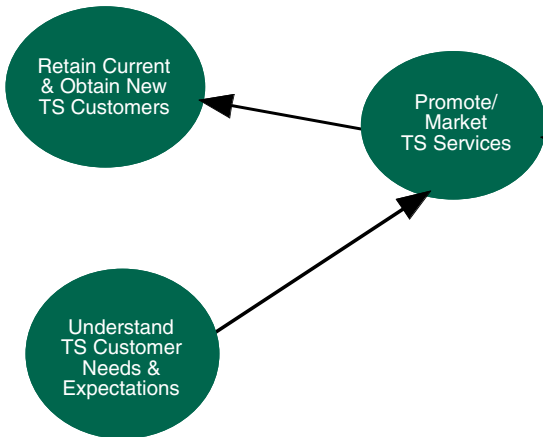 Retain Current
& Obtain New
TS Customers
Promote/
Market
TS Services
Understand
TS Customer
Needs &
Expectations